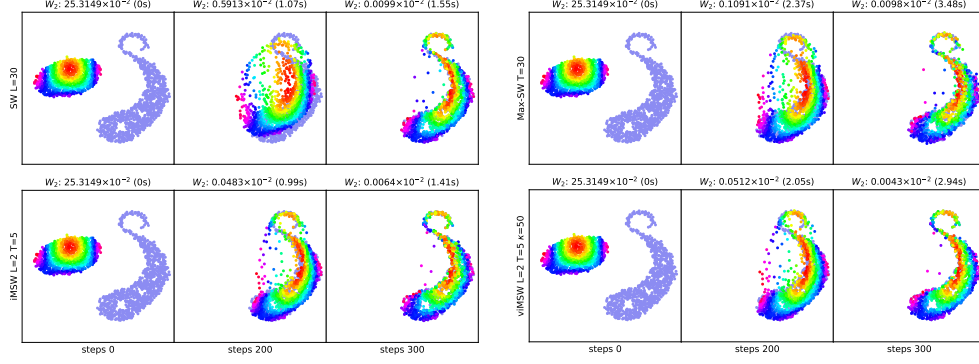 W₂: 25.3149×10⁻² (0s)
W₂: 0.5913×10⁻² (1.07s)
W₂: 0.0099×10⁻² (1.55s)
SW L=30
W₂: 25.3149×10⁻² (0s)
W₂: 0.1091×10⁻² (2.37s)
W₂: 0.0098×10⁻² (3.48s)
Max-SW T=30
W₂: 25.3149×10⁻² (0s)
W₂: 0.0483×10⁻² (0.99s)
W₂: 0.0064×10⁻² (1.41s)
iMSW L=2 T=5
steps 0
steps 200
steps 300
W₂: 25.3149×10⁻² (0s)
W₂: 0.0512×10⁻² (2.05s)
W₂: 0.0043×10⁻² (2.94s)
viMSW L=2 T=5 κ=50
steps 0
steps 200
steps 300